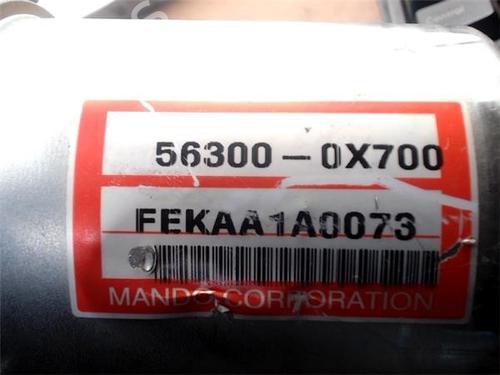 56300-0X700
FEKAA1A0073
MANDO CORPORATION